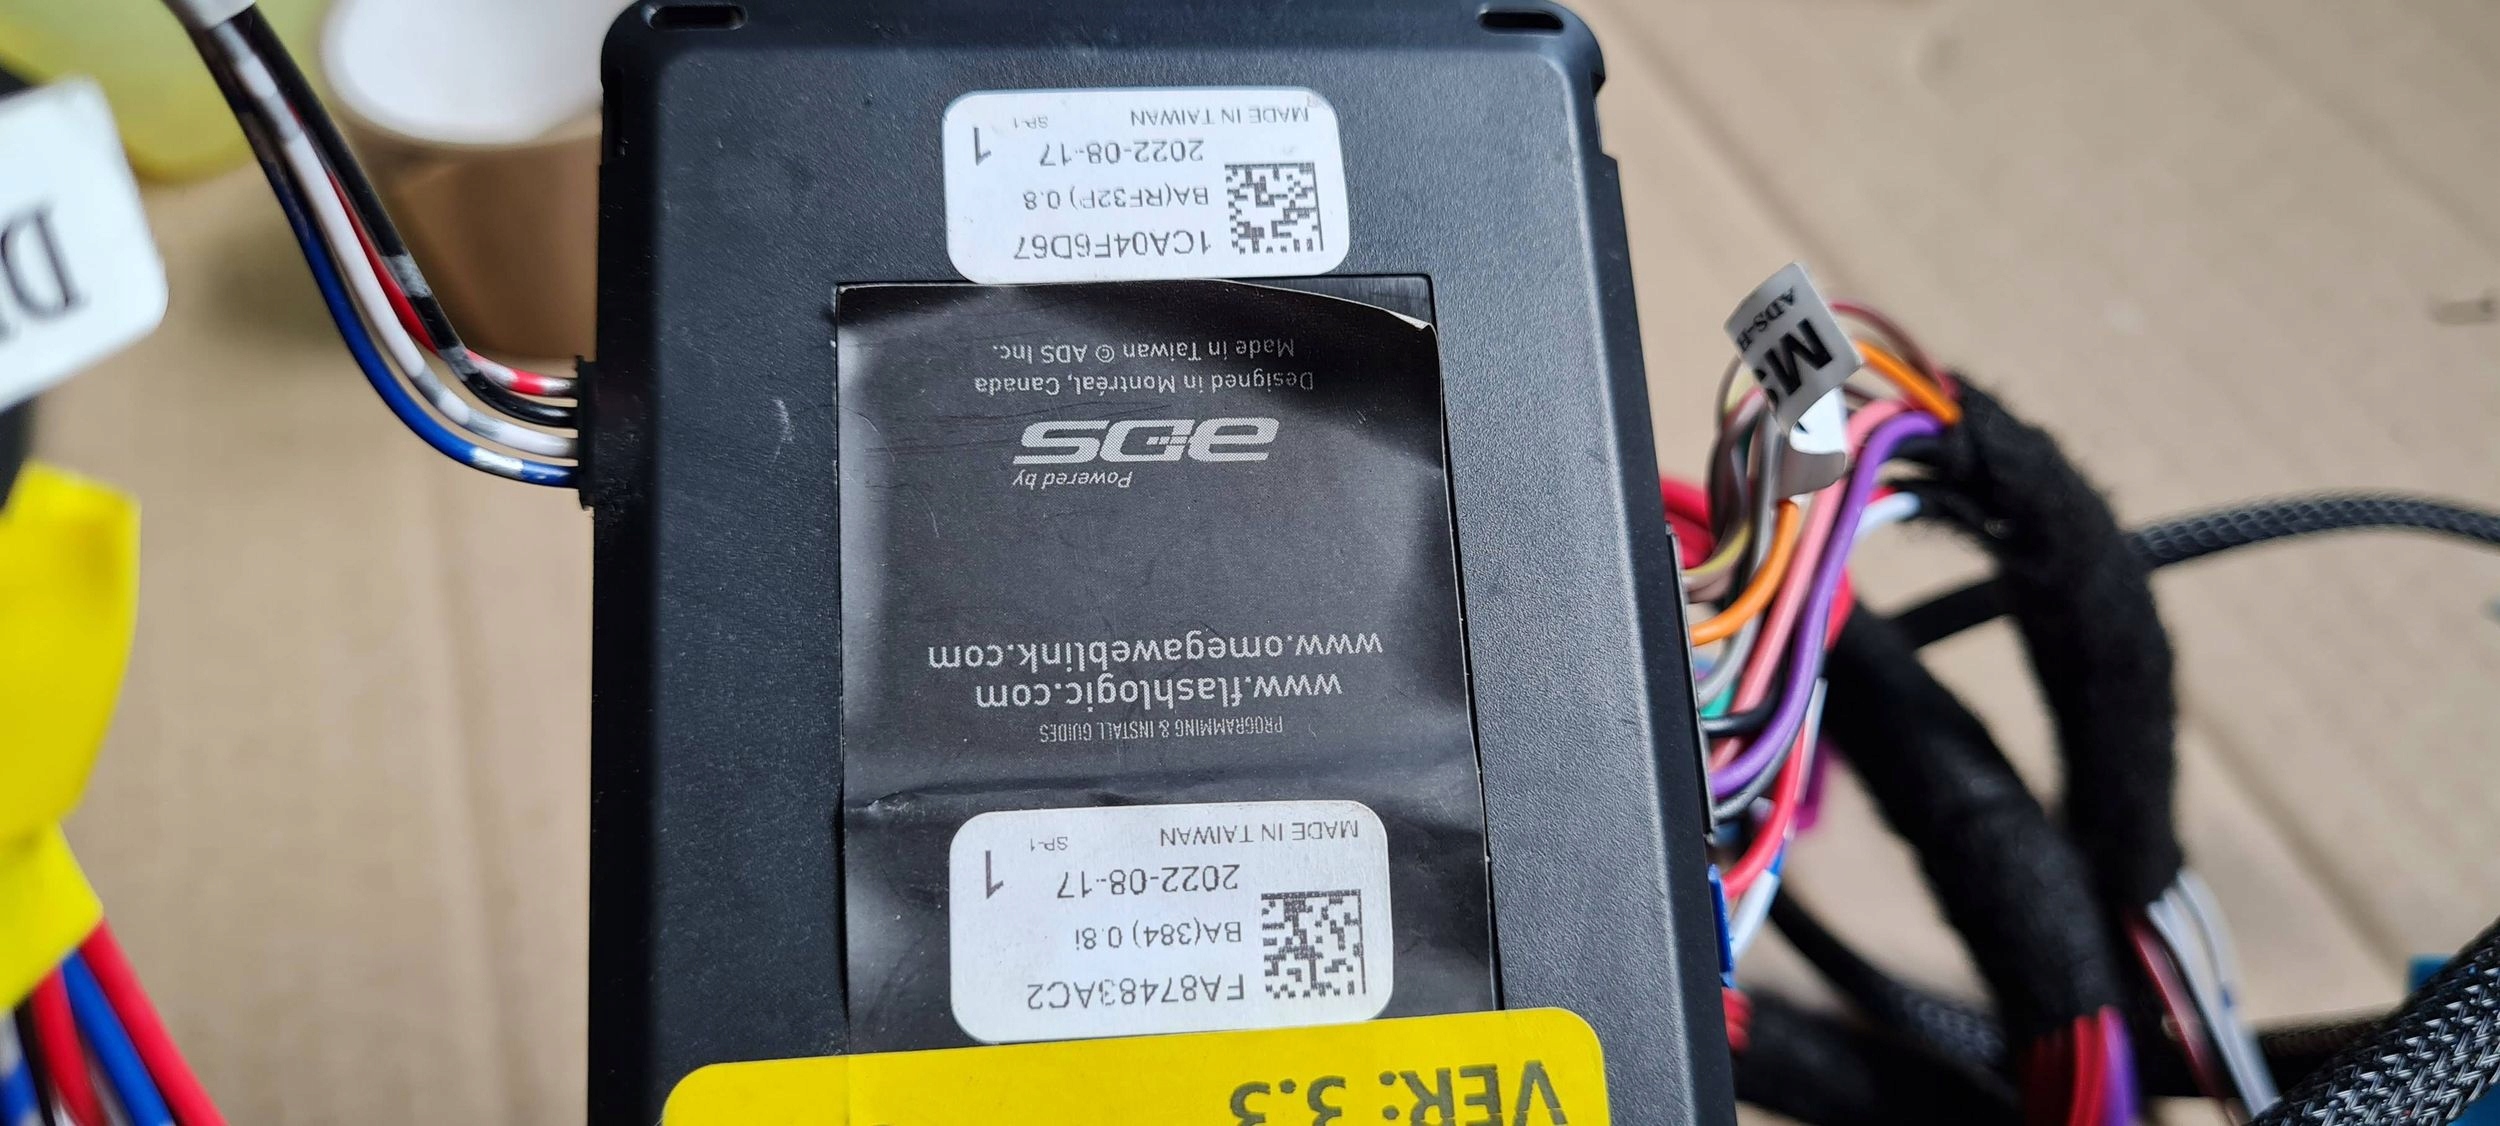 VER: 3.3
FA87483AC2
BA(384) 0.8i
2022-08-17
1
SP-1
MADE IN TAIWAN
PROGRAMMING & INSTALL GUIDES
www.flashlogic.com
www.omegaweblink.com
Powered by
aDS
Designed in Montréal, Canada
Made in Taiwan © ADS Inc.
1CA04F6D67
BA(RF32F) 0.8
2022-08-17
1
SP-1
MADE IN TAIWAN